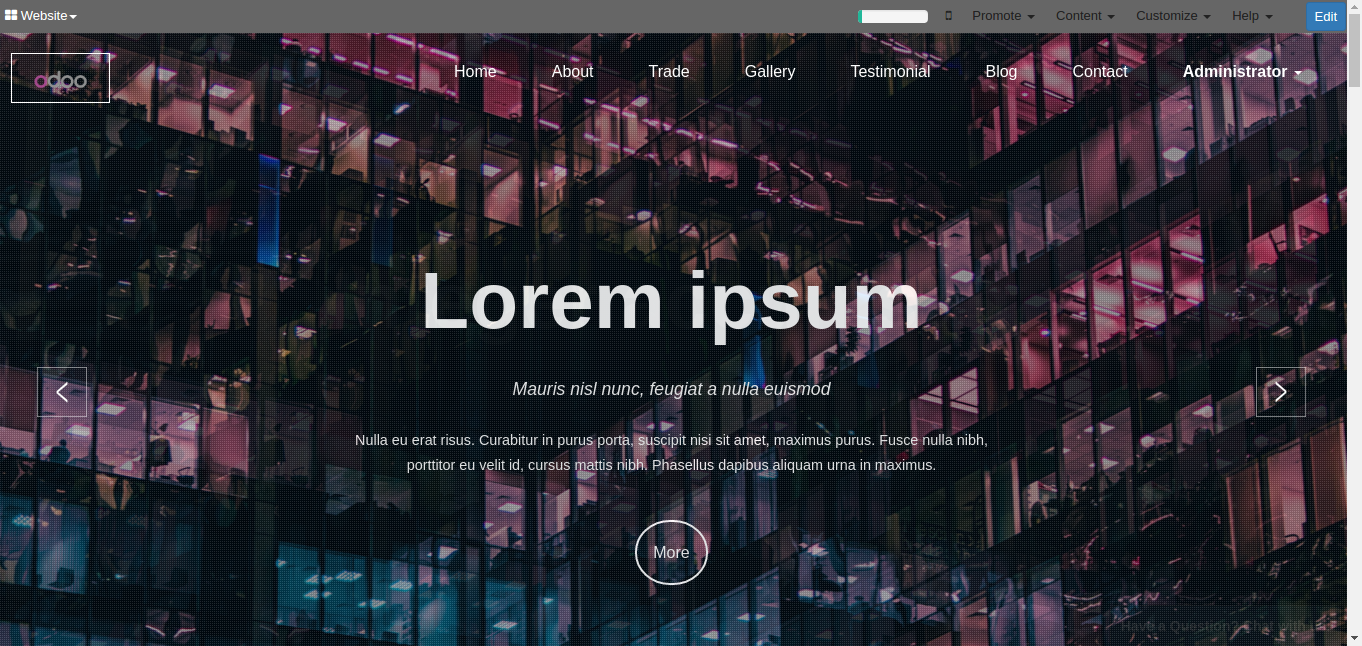 Website
Promote
Content
Customize
Help
Edit
odoo
Home
About
Trade
Gallery
Testimonial
Blog
Contact
Administrator
Lorem ipsum
Mauris nisl nunc, feugiat a nulla euismod
Nulla eu erat risus. Curabitur in purus porta, suscipit nisi sit amet, maximus purus. Fusce nulla nibh,
porttitor eu velit id, cursus mattis nibh. Phasellus dapibus aliquam urna in maximus.
More
Have a Question? Chat with